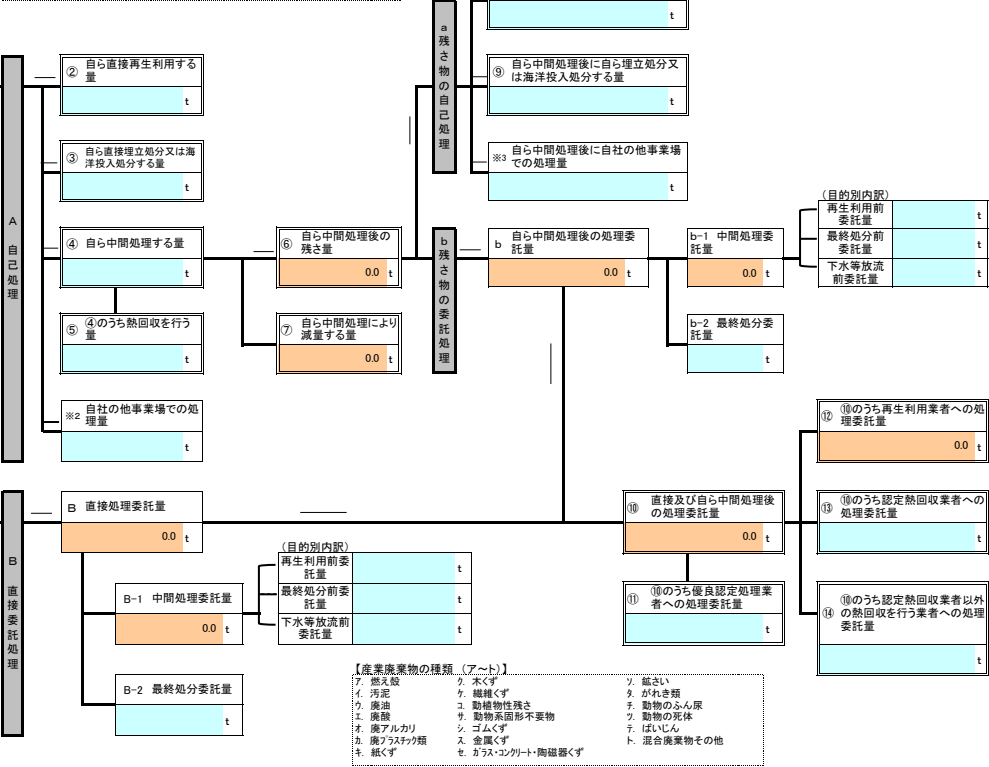 t
a 残さ物の自己処理
② 自ら直接再生利用する
量
t
⑨ 自ら中間処理後に自ら埋立処分又
は海洋投入処分する量
t
③ 自ら直接埋立処分又は海
洋投入処分する量
t
※3 自ら中間処理後に自社の他事業場
での処理量
t
A 自己処理
④ 自ら中間処理する量
t
⑥ 自ら中間処理後の
残さ量
0.0 t
b 残さ物の委託処理
b 自ら中間処理後の処理委
託量
0.0 t
b-1 中間処理委
託量
0.0 t
(目的別内訳)
再生利用前
委託量
t
最終処分前
委託量
t
下水等放流
前委託量
t
⑤ ④のうち熱回収を行う
量
t
⑦ 自ら中間処理により
減量する量
0.0 t
b-2 最終処分委
託量
t
※2 自社の他事業場での処
理量
t
⑫ ⑩のうち再生利用業者への処
理委託量
0.0 t
B 直接委託処理
B 直接処理委託量
0.0 t
⑩ 直接及び自ら中間処理後
の処理委託量
0.0 t
⑬ ⑩のうち認定熱回収業者への
処理委託量
t
(目的別内訳)
再生利用前委
託量
t
最終処分前委
託量
t
下水等放流前
委託量
t
B-1 中間処理委託量
0.0 t
⑪ ⑩のうち優良認定処理業
者への処理委託量
t
⑭ ⑩のうち認定熱回収業者以外
の熱回収を行う業者への処理
委託量
t
B-2 最終処分委託量
t
【産業廃棄物の種類 (ア~ト)】
ア. 燃え殻 ク. 木くず ソ. 鉱さい
イ. 汚泥 ケ. 繊維くず タ. がれき類
ウ. 廃油 コ. 動植物性残さ チ. 動物のふん尿
エ. 廃酸 サ. 動物系固形不要物 ツ. 動物の死体
オ. 廃アルカリ シ. ゴムくず テ. ばいじん
カ. 廃プラスチック類 ス. 金属くず ト. 混合廃棄物その他
キ. 紙くず セ. ガラス・コンクリート・陶磁器くず